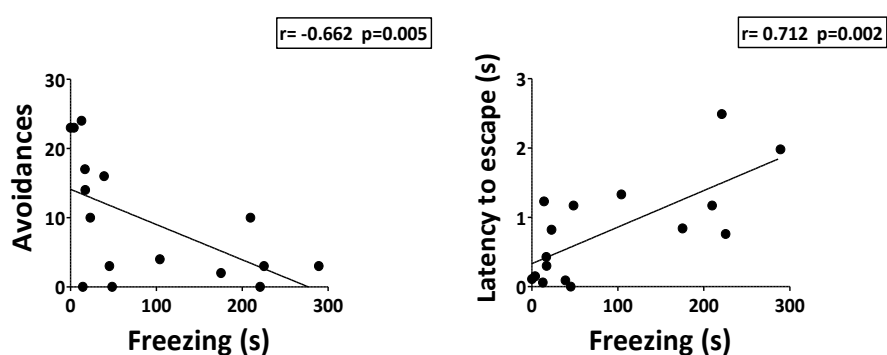 r= -0.662 p=0.005
30
20
10
0
Avoidances
0 100 200 300
Freezing (s)
r= 0.712 p=0.002
3
2
1
0
Latency to escape (s)
0 100 200 300
Freezing (s)